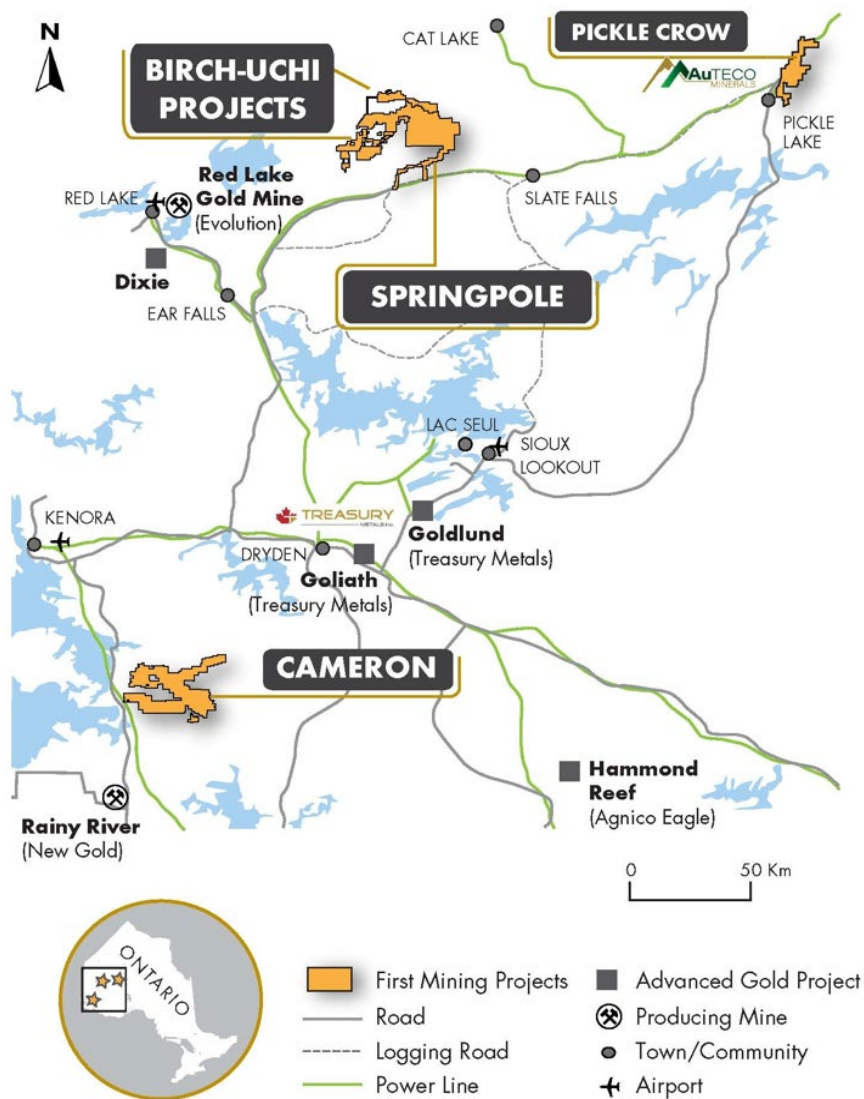 N
CAT LAKE
PICKLE CROW
AuTECO
MINERALS
BIRCH-UCHI
PROJECTS
PICKLE
LAKE
Red Lake
Gold Mine
(Evolution)
RED LAKE
SLATE FALLS
Dixie
EAR FALLS
SPRINGPOLE
LAC SEUL
SIOUX
LOOKOUT
KENORA
TREASURY
METALS Inc.
Goldlund
(Treasury Metals)
DRYDEN
Goliath
(Treasury Metals)
CAMERON
Hammond
Reef
(Agnico Eagle)
Rainy River
(New Gold)
0 50 Km
ONTARIO
First Mining Projects
Road
Logging Road
Power Line
Advanced Gold Project
Producing Mine
Town/Community
Airport